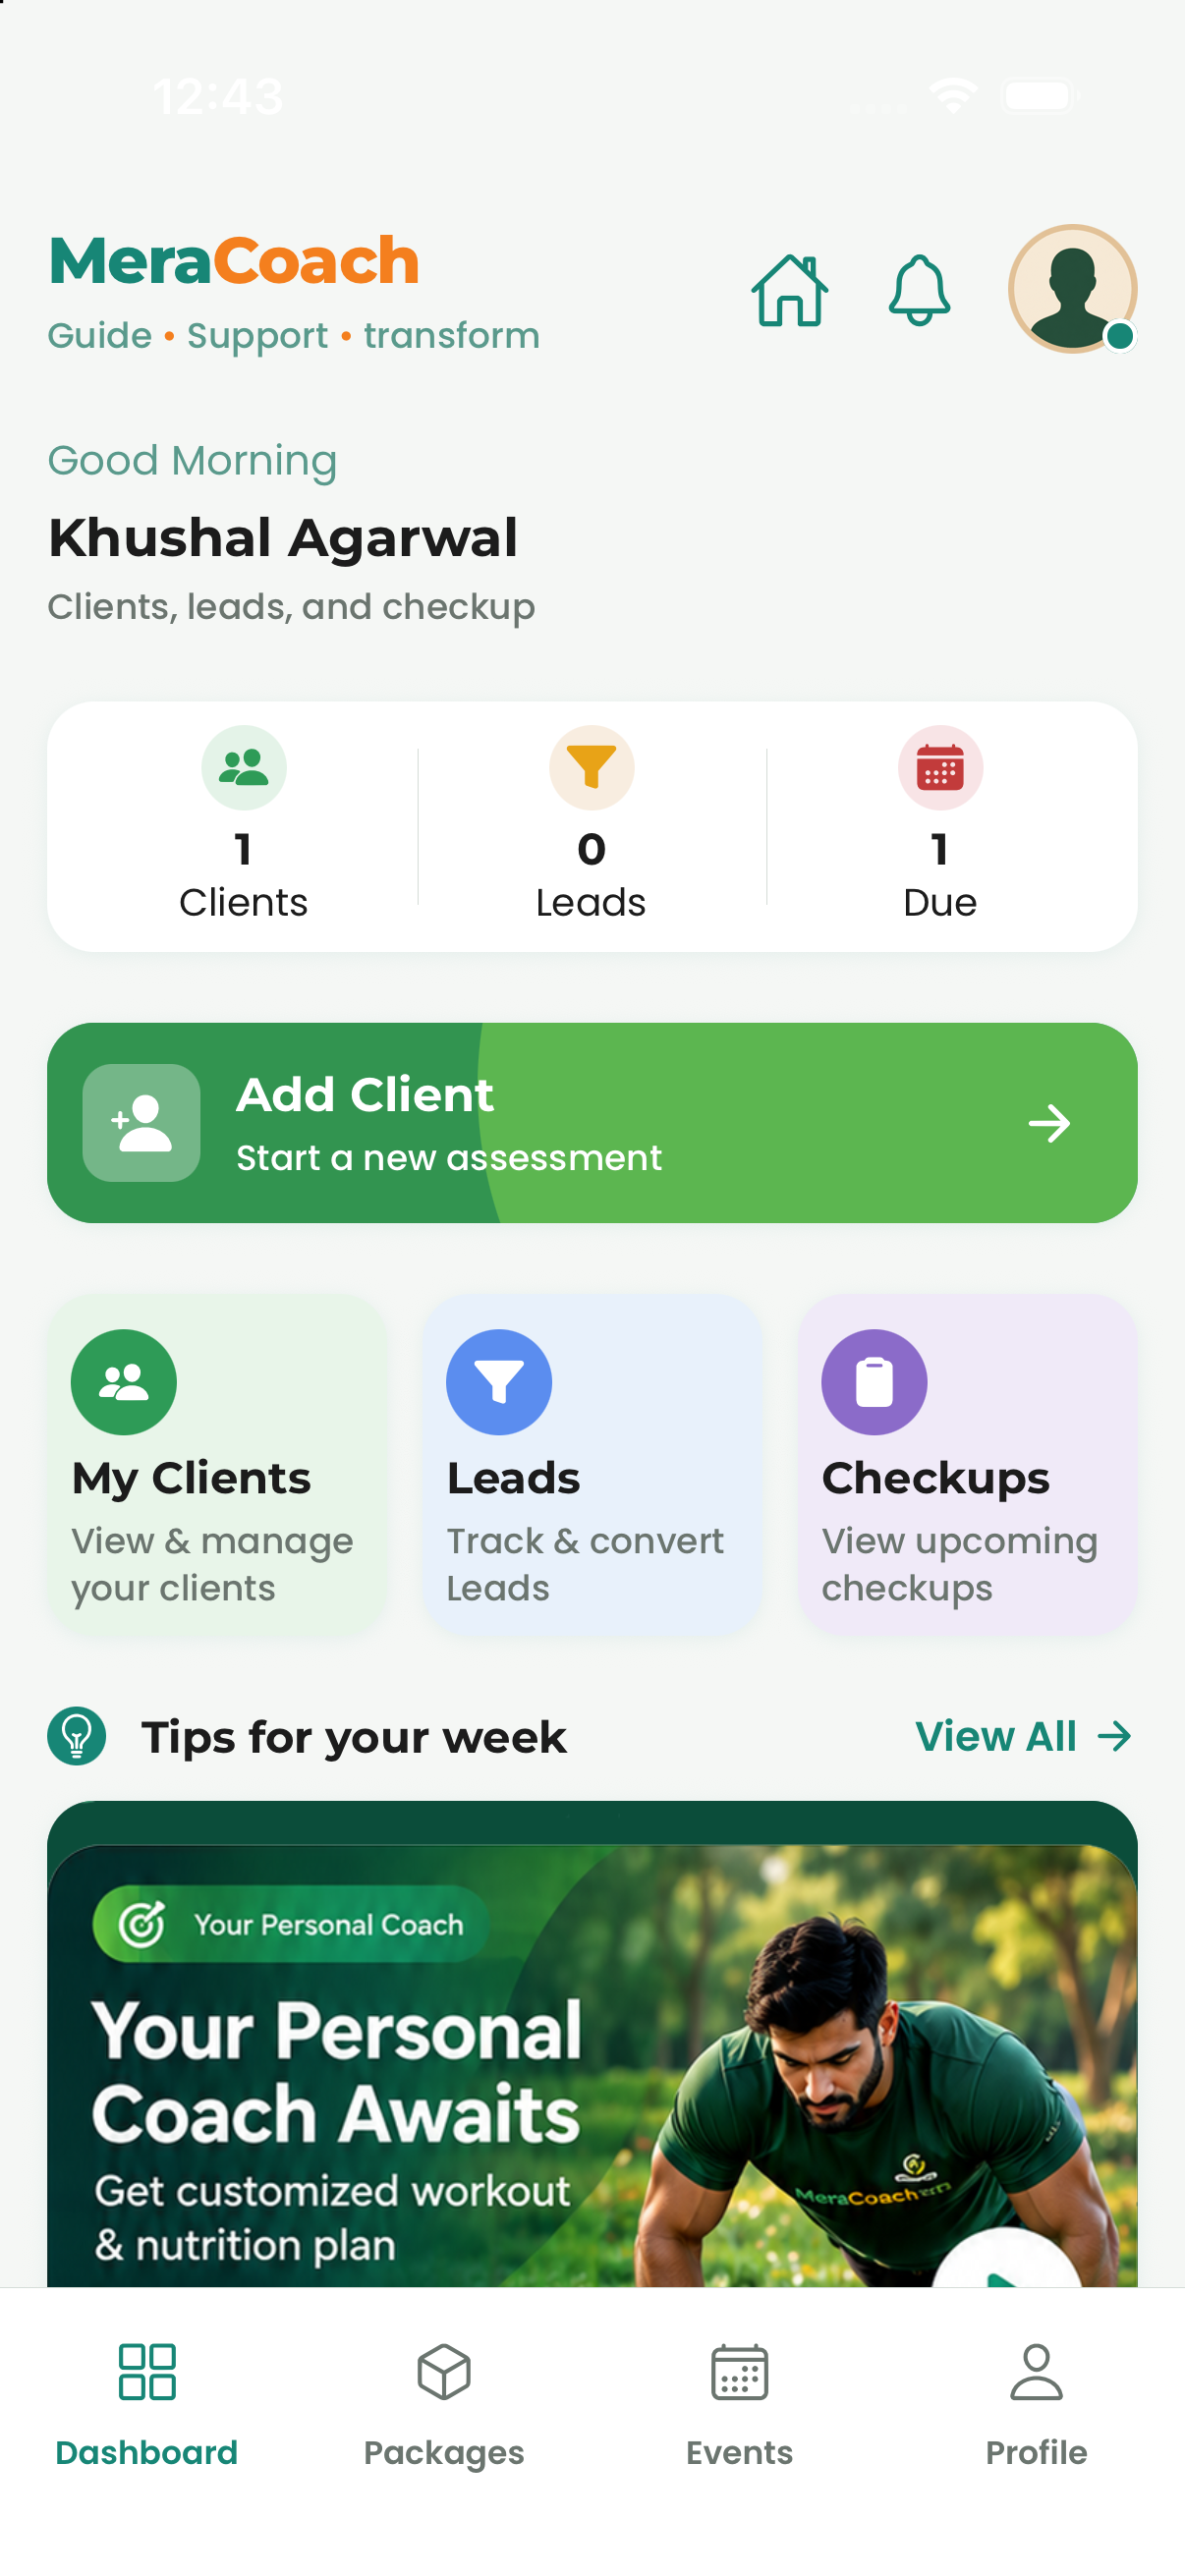 12:43
MeraCoach
Guide • Support • transform
Good Morning
Khushal Agarwal
Clients, leads, and checkup
1
Clients
0
Leads
1
Due
Add Client
Start a new assessment
My Clients
View & manage
your clients
Leads
Track & convert
Leads
Checkups
View upcoming
checkups
Tips for your week
View All
Your Personal Coach
Your Personal
Coach Awaits
Get customized workout
& nutrition plan
MeraCoach
Dashboard
Packages
Events
Profile